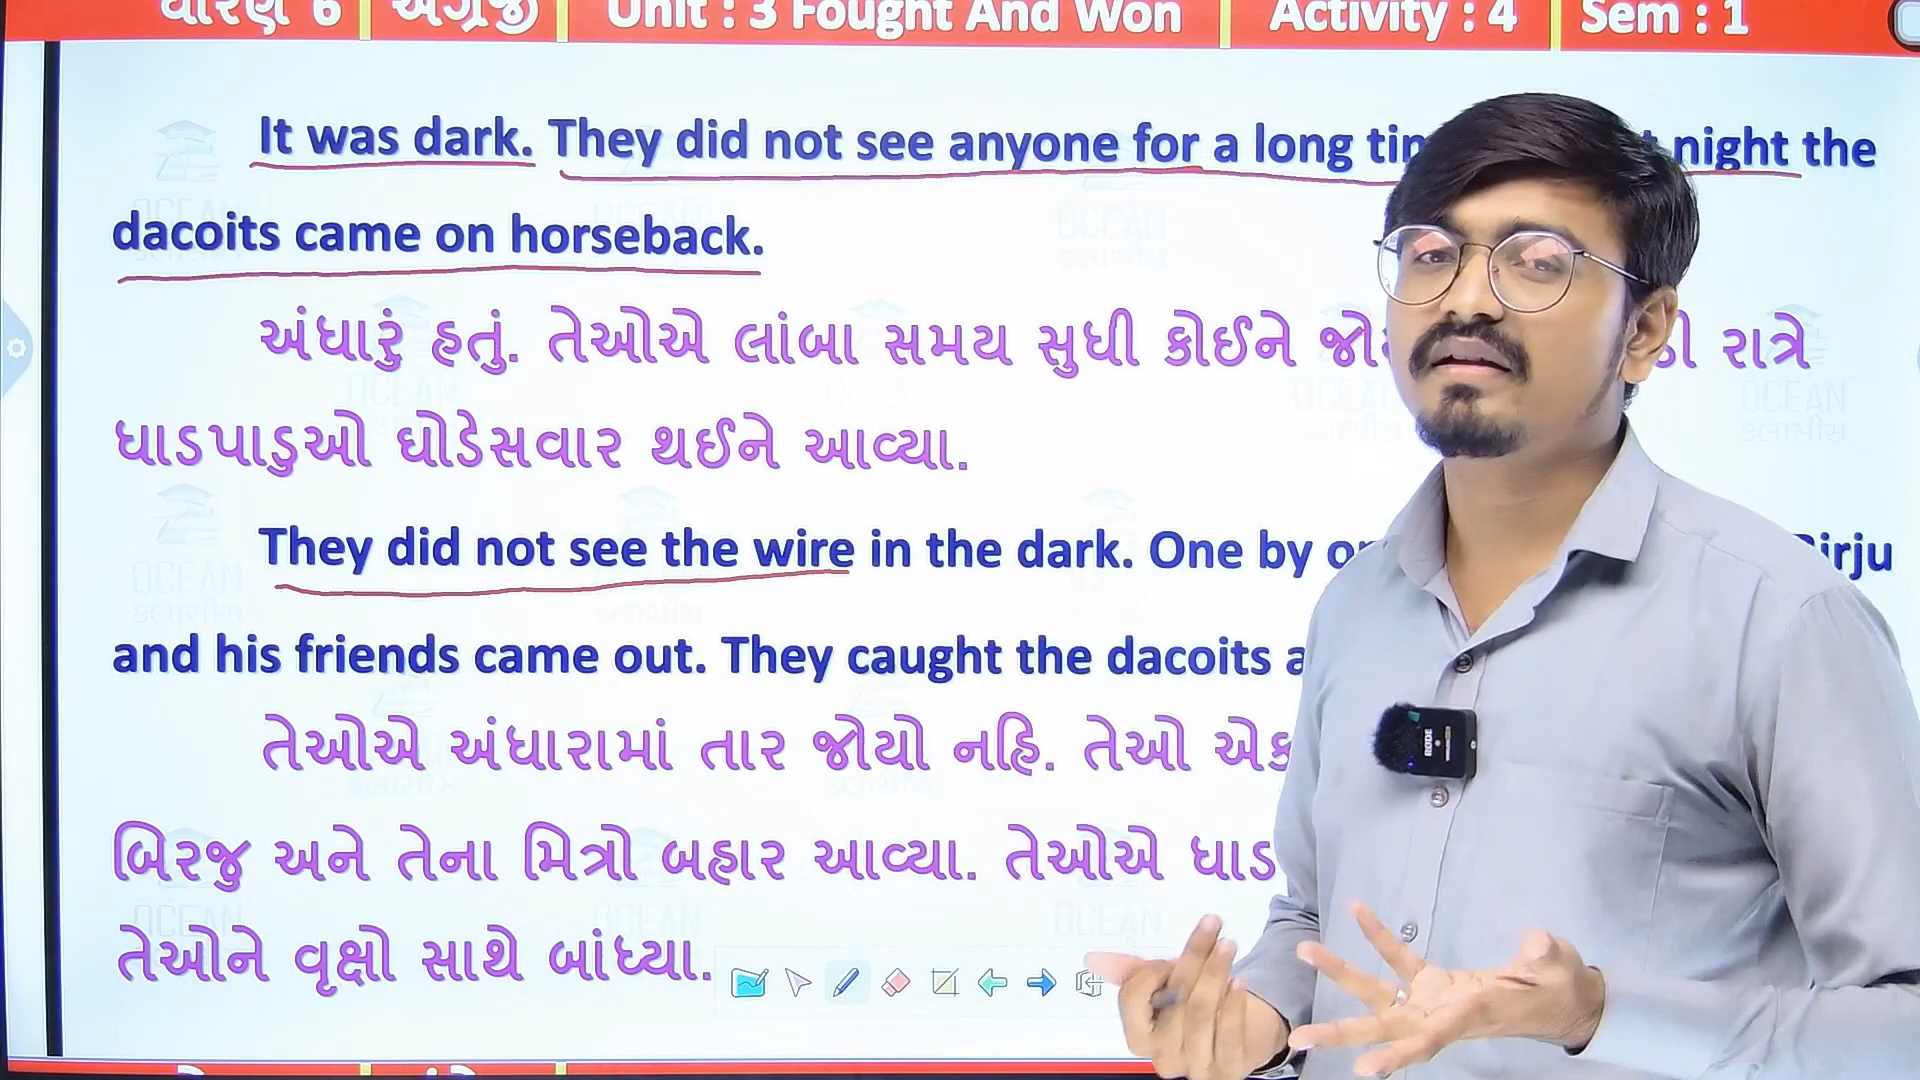 ધોરણ 6 અંગ્રેજી Unit : 3 Fought And Won Activity : 4 Sem : 1
It was dark. They did not see anyone for a long night the
dacoits came on horseback.
અંધારું હતું. તેઓએ લાંબા સમય સુધી કોઈને રાત્રે
ધાડપાડુઓ ઘોડેસવાર થઈને આવ્યા.
They did not see the wire in the dark. One by Birju
and his friends came out. They caught the dacoits
તેઓએ અંધારામાં તાર જોયો નહિ. તેઓ
બિરજુ અને તેના મિત્રો બહાર આવ્યા. તેઓએ
તેઓને વૃક્ષો સાથે બાંધ્યા.
RODE
OCEAN
ક્લાસીસ